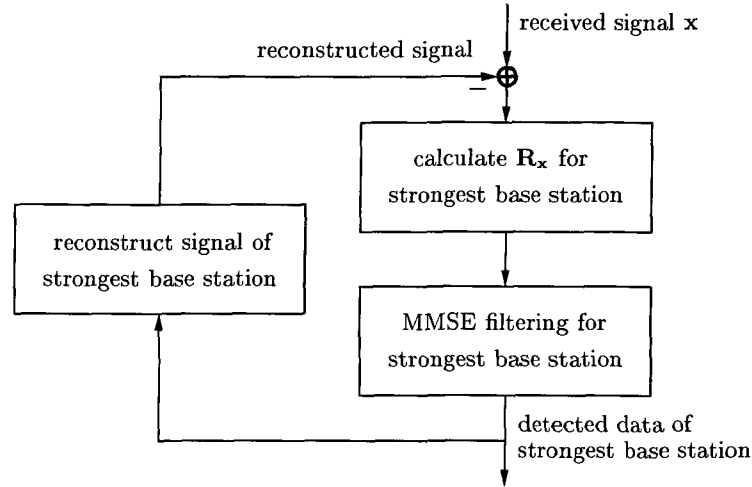 received signal x
reconstructed signal
−
calculate Rx for
strongest base station
reconstruct signal of
strongest base station
MMSE filtering for
strongest base station
detected data of
strongest base station